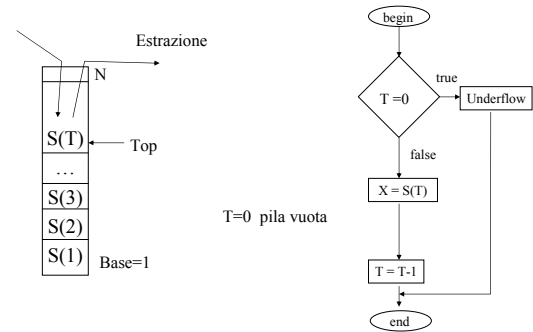 Estrazione
N
S(T)
Top
...
S(3)
S(2)
S(1)
Base=1
T=0 pila vuota
begin
T =0
true
Underflow
false
X = S(T)
T = T-1
end